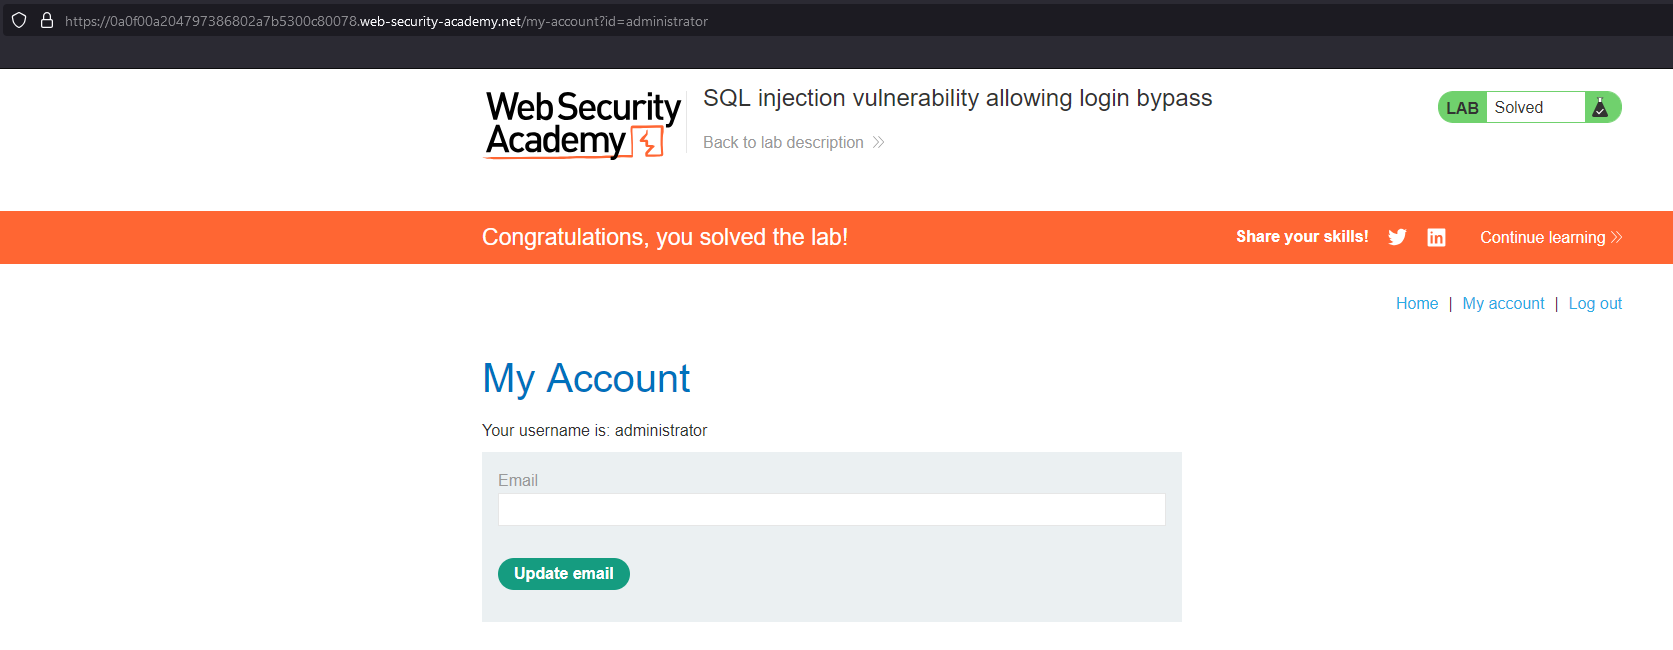 https://0a0f00a204797386802a7b5300c80078.web-security-academy.net/my-account?id=administrator
Web Security
Academy
SQL injection vulnerability allowing login bypass
Back to lab description
LAB Solved
Congratulations, you solved the lab!
Share your skills!
Continue learning
Home | My account | Log out
My Account
Your username is: administrator
Email
Update email